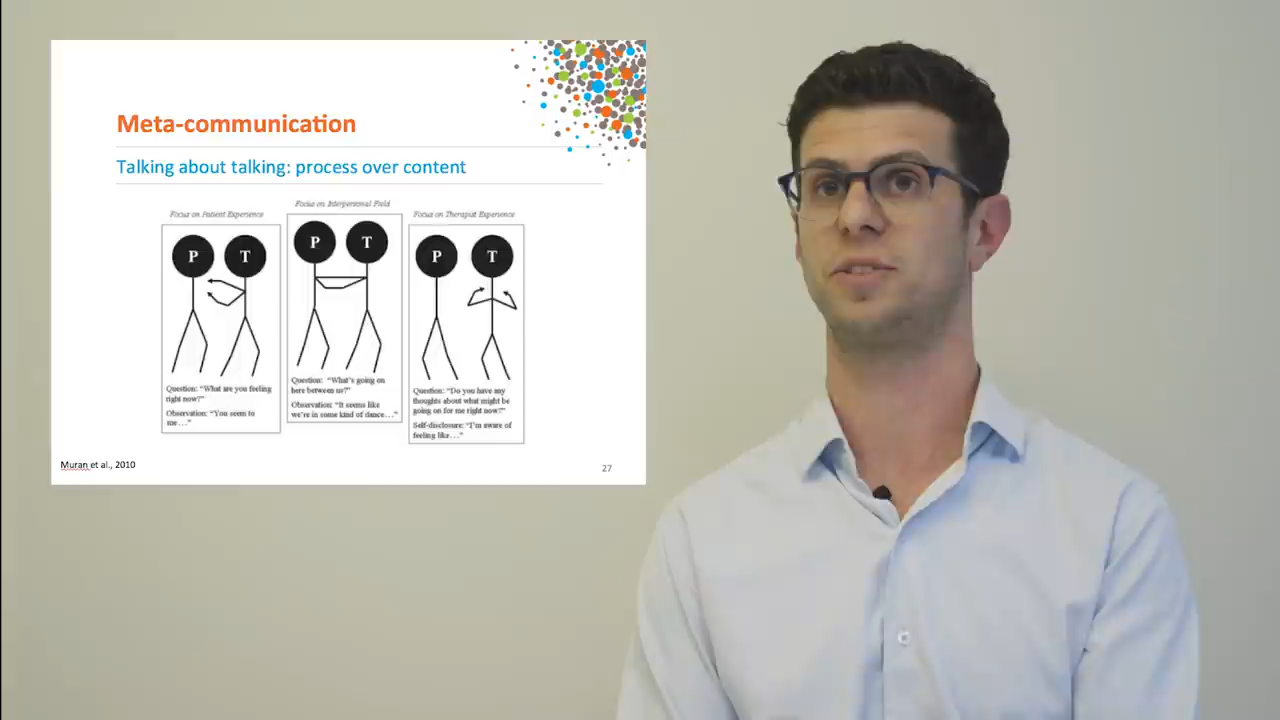 Meta-communication
Talking about talking: process over content
Focus on Patient Experience
P T
Question: "What are you feeling
right now?"
Observation: "You seem to
me…"
Focus on Interpersonal Field
P T
Question: "What's going on
here between us?"
Observation: "It seems like
we're in some kind of dance…"
Focus on Therapist Experience
P T
Question: "Do you have any
thoughts about what might be
going on for me right now?"
Self-disclosure: "I'm aware of
feeling like…"
Muran et al., 2010
27